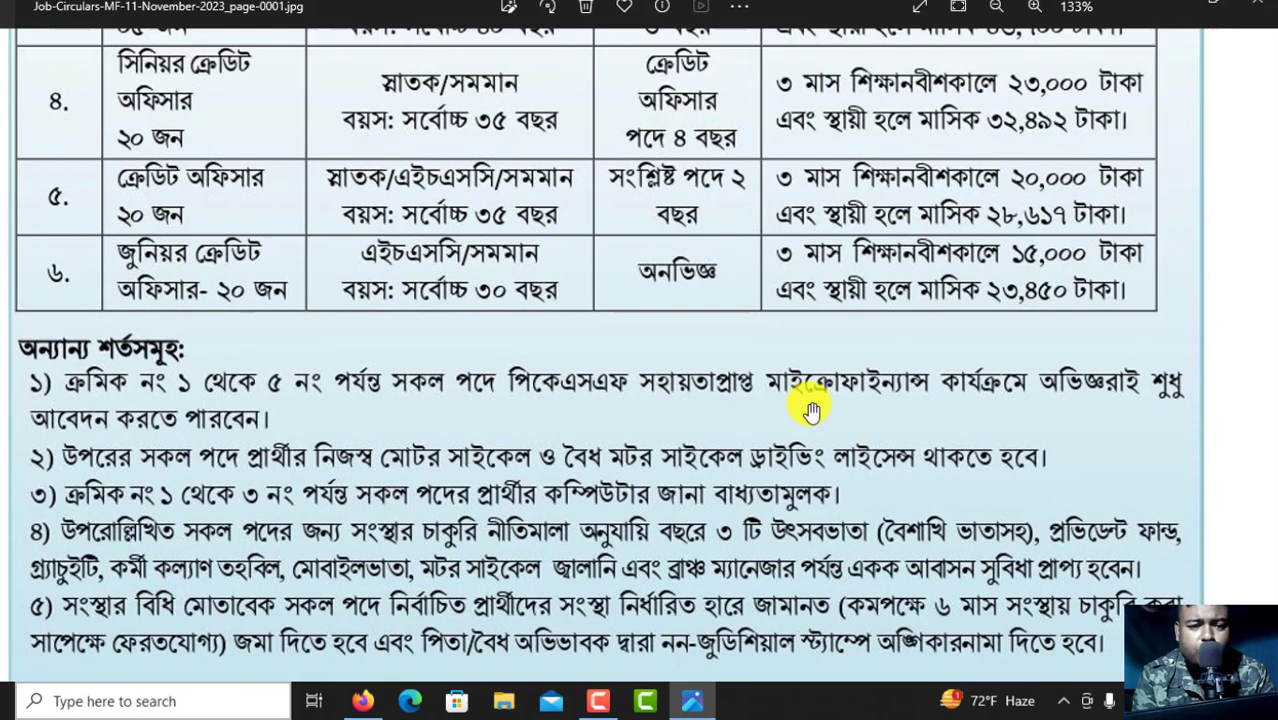 Job-Circulars-MF-11-November-2023_page-0001.jpg
133%
৪.
সিনিয়র ক্রেডিট
অফিসার
২০ জন
স্নাতক/সমমান
বয়স: সর্বোচ্চ ৩৫ বছর
ক্রেডিট
অফিসার
পদে ৪ বছর
৩ মাস শিক্ষানবীশকালে ২৩,০০০ টাকা
এবং স্থায়ী হলে মাসিক ৩২,৪৯২ টাকা।
৫.
ক্রেডিট অফিসার
২০ জন
স্নাতক/এইচএসসি/সমমান
বয়স: সর্বোচ্চ ৩৫ বছর
সংশ্লিষ্ট পদে ২
বছর
৩ মাস শিক্ষানবীশকালে ২০,০০০ টাকা
এবং স্থায়ী হলে মাসিক ২৮,৬১৭ টাকা।
৬.
জুনিয়র ক্রেডিট
অফিসার- ২০ জন
এইচএসসি/সমমান
বয়স: সর্বোচ্চ ৩০ বছর
অনভিজ্ঞ
৩ মাস শিক্ষানবীশকালে ১৫,০০০ টাকা
এবং স্থায়ী হলে মাসিক ২৩,৪৫০ টাকা।
অন্যান্য শর্তসমূহ:
১) ক্রমিক নং ১ থেকে ৫ নং পর্যন্ত সকল পদে পিকেএসএফ সহায়তাপ্রাপ্ত মাইক্রোফাইন্যান্স কার্যক্রমে অভিজ্ঞরাই শুধু
আবেদন করতে পারবেন।
২) উপরের সকল পদে প্রার্থীর নিজস্ব মোটর সাইকেল ও বৈধ মটর সাইকেল ড্রাইভিং লাইসেন্স থাকতে হবে।
৩) ক্রমিক নং ১ থেকে ৩ নং পর্যন্ত সকল পদের প্রার্থীর কম্পিউটার জানা বাধ্যতামুলক।
৪) উপরোল্লিখিত সকল পদের জন্য সংস্থার চাকুরি নীতিমালা অনুযায়ি বছরে ৩ টি উৎসবভাতা (বৈশাখি ভাতাসহ), প্রভিডেন্ট ফান্ড,
গ্র্যাচুইটি, কর্মী কল্যাণ তহবিল, মোবাইলভাতা, মটর সাইকেল জ্বালানি এবং ব্রাঞ্চ ম্যানেজার পর্যন্ত একক আবাসন সুবিধা প্রাপ্য হবেন।
৫) সংস্থার বিধি মোতাবেক সকল পদে নির্বাচিত প্রার্থীদের সংস্থা নির্ধারিত হারে জামানত (কমপক্ষে ৬ মাস সংস্থায় চাকুরি করা
সাপেক্ষে ফেরতযোগ্য) জমা দিতে হবে এবং পিতা/বৈধ অভিভাবক দ্বারা নন-জুডিশিয়াল স্ট্যাম্পে অঙ্গিকারনামা দিতে হবে।
Type here to search
72°F Haze